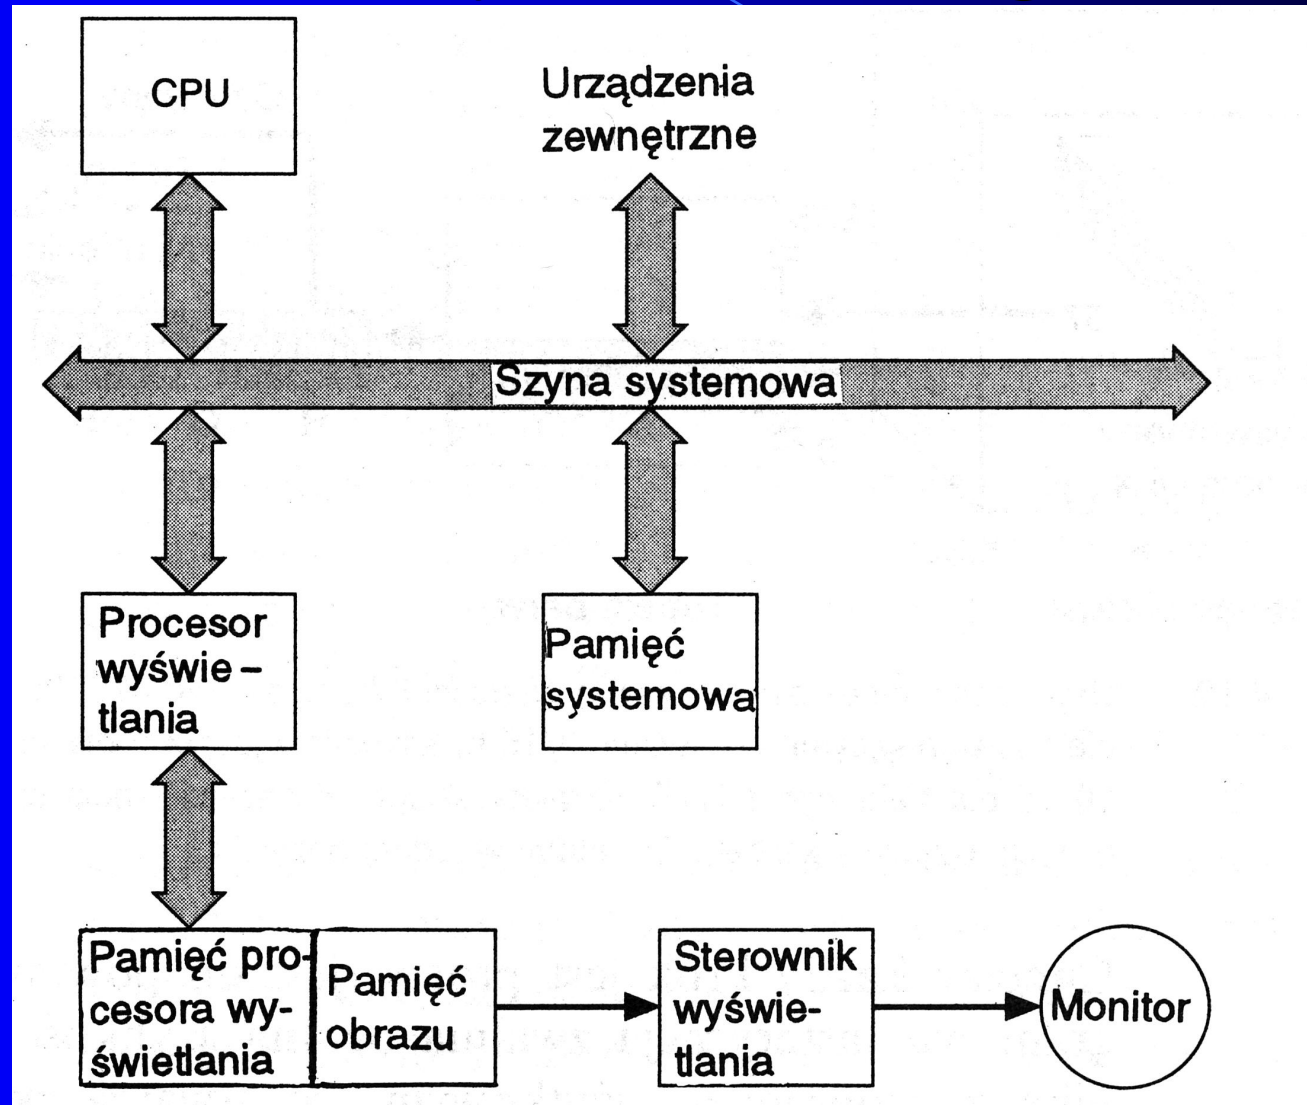 CPU
Urządzenia
zewnętrzne
Szyna systemowa
Procesor
wyświe –
tlania
Pamięć
systemowa
Pamięć pro-
cesora wy-
świetlania
Pamięć
obrazu
Sterownik
wyświe-
tlania
Monitor